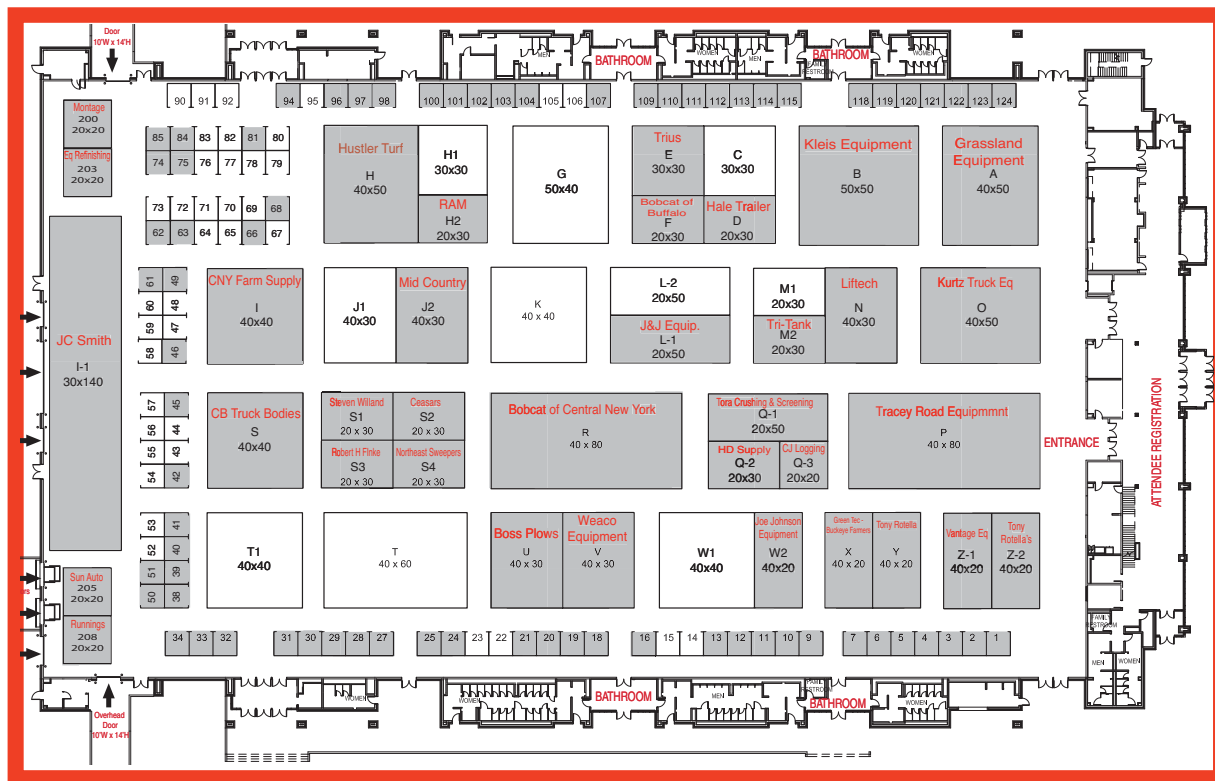 Door
10'W x 14'H
MEN
BATHROOM
WOMEN
MEN
BATHROOM
FAMILY
RESTROOM
WOMEN
90 91 92
94 95 96 97 98
100 101 102 103 104 105 106 107
109 110 111 112 113 114 115
118 119 120 121 122 123 124
Montage
200
20x20
Eq Refinishing
203
20x20
85 84 83 82 81 80
74 75 76 77 78 79
73 72 71 70 69 68
62 63 64 65 66 67
Hustler Turf
H
40x50
H1
30x30
RAM
H2
20x30
G
50x40
Trius
E
30x30
C
30x30
Bobcat of
Buffalo
F
20x30
Hale Trailer
D
20x30
Kleis Equipment
B
50x50
Grassland
Equipment
A
40x50
JC Smith
I-1
30x140
61 49
60 48
59 47
58 46
CNY Farm Supply
I
40x40
J1
40x30
Mid Country
J2
40x30
K
40 x 40
L-2
20x50
J&J Equip.
L-1
20x50
M1
20x30
Tri-Tank
M2
20x30
Liftech
N
40x30
Kurtz Truck Eq
O
40x50
57 45
56 44
55 43
54 42
CB Truck Bodies
S
40x40
Steven Willand
S1
20 x 30
Ceasars
S2
20 x 30
Robert H FInke
S3
20 x 30
Northeast Sweepers
S4
20 x 30
Bobcat of Central New York
R
40 x 80
Tora Crushing & Screening
Q-1
20x50
HD Supply
Q-2
20x30
CJ Logging
Q-3
20x20
Tracey Road Equipmmnt
P
40 x 80
ENTRANCE
ATTENDEE REGISTRATION
53 41
52 40
51 39
50 38
T1
40x40
T
40 x 60
Boss Plows
U
40 x 30
Weaco
Equipment
V
40 x 30
W1
40x40
Joe Johnson
Equipment
W2
40x20
Green Tec -
Buckeye Farmers
X
40 x 20
Tony Rotella
Y
40 x 20
Vantage Eq
Z-1
40x20
Tony
Rotella's
Z-2
40x20
Sun Auto
205
20x20
Runnings
208
20x20
34 33 32
31 30 29 28 27
25 24 23 22 21 20 19 18
16 15 14 13 12 11 10 9
7 6 5 4 3 2 1
FAMILY
RESTROOM
MEN
WOMEN
Overhead
Door
10'W x 14'H
WOMEN
WOMEN
BATHROOM
MEN
FAMILY
RESTROOM
BATHROOM
WOMEN